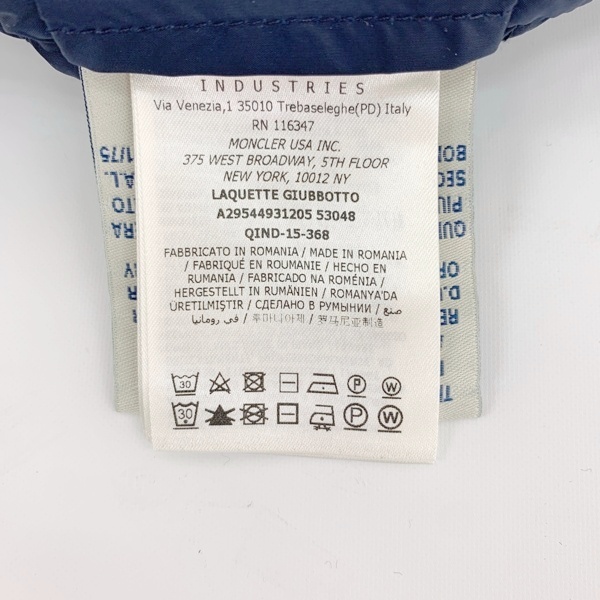 INDUSTRIES
Via Venezia,1 35010 Trebaseleghe(PD) Italy
RN 116347
MONCLER USA INC.
375 WEST BROADWAY, 5TH FLOOR
NEW YORK, 10012 NY
LAQUETTE GIUBBOTTO
A29544931205 53048
QIND-15-368
FABBRICATO IN ROMANIA / MADE IN ROMANIA
/ FABRIQUÉ EN ROUMANIE / HECHO EN
RUMANIA / FABRICADO NA ROMÉNIA /
HERGESTELLT IN RUMÄNIEN / ROMANYA'DA
ÜRETILMIŞTIR / СДЕЛАНО В РУМЫНИИ / صنع
في رومانيا / 루마니아제 / 罗马尼亚制造
30 P W
30 P W